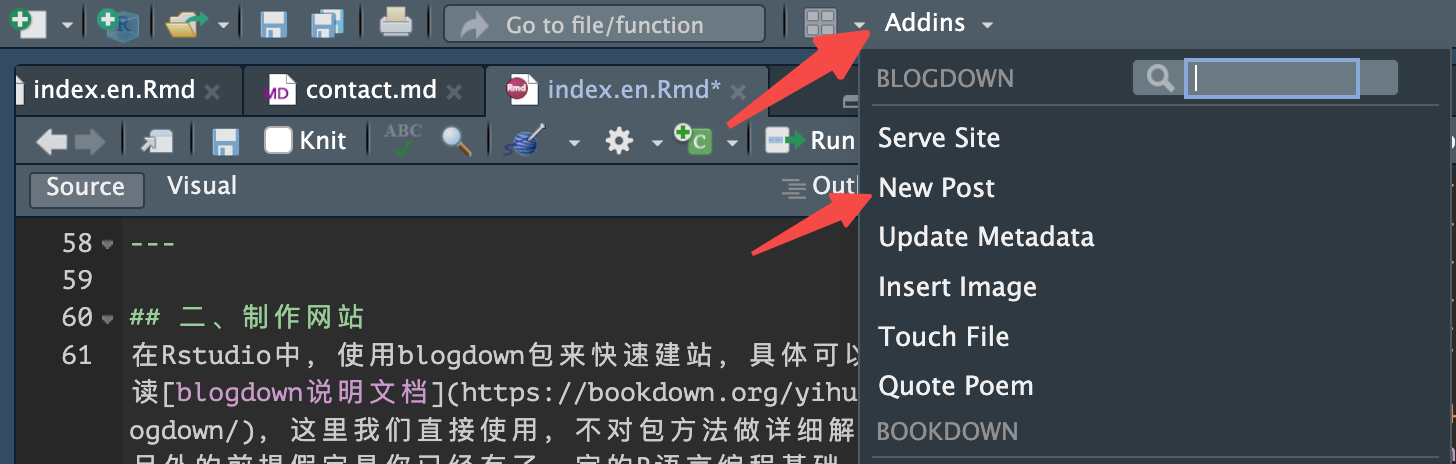 Go to file/function
Addins
index.en.Rmd
MD
contact.md
Rmd
index.en.Rmd*
BLOGDOWN
Knit
ABC
C
Run
Serve Site
Source
Visual
New Post
Update Metadata
Insert Image
Touch File
Quote Poem
BOOKDOWN
58 ---
59
60 ## 二、制作网站
61 在Rstudio中，使用blogdown包来快速建站，具体可以
读[blogdown说明文档](https://bookdown.org/yihu
ogdown/)，这里我们直接使用，不对包方法做详细解